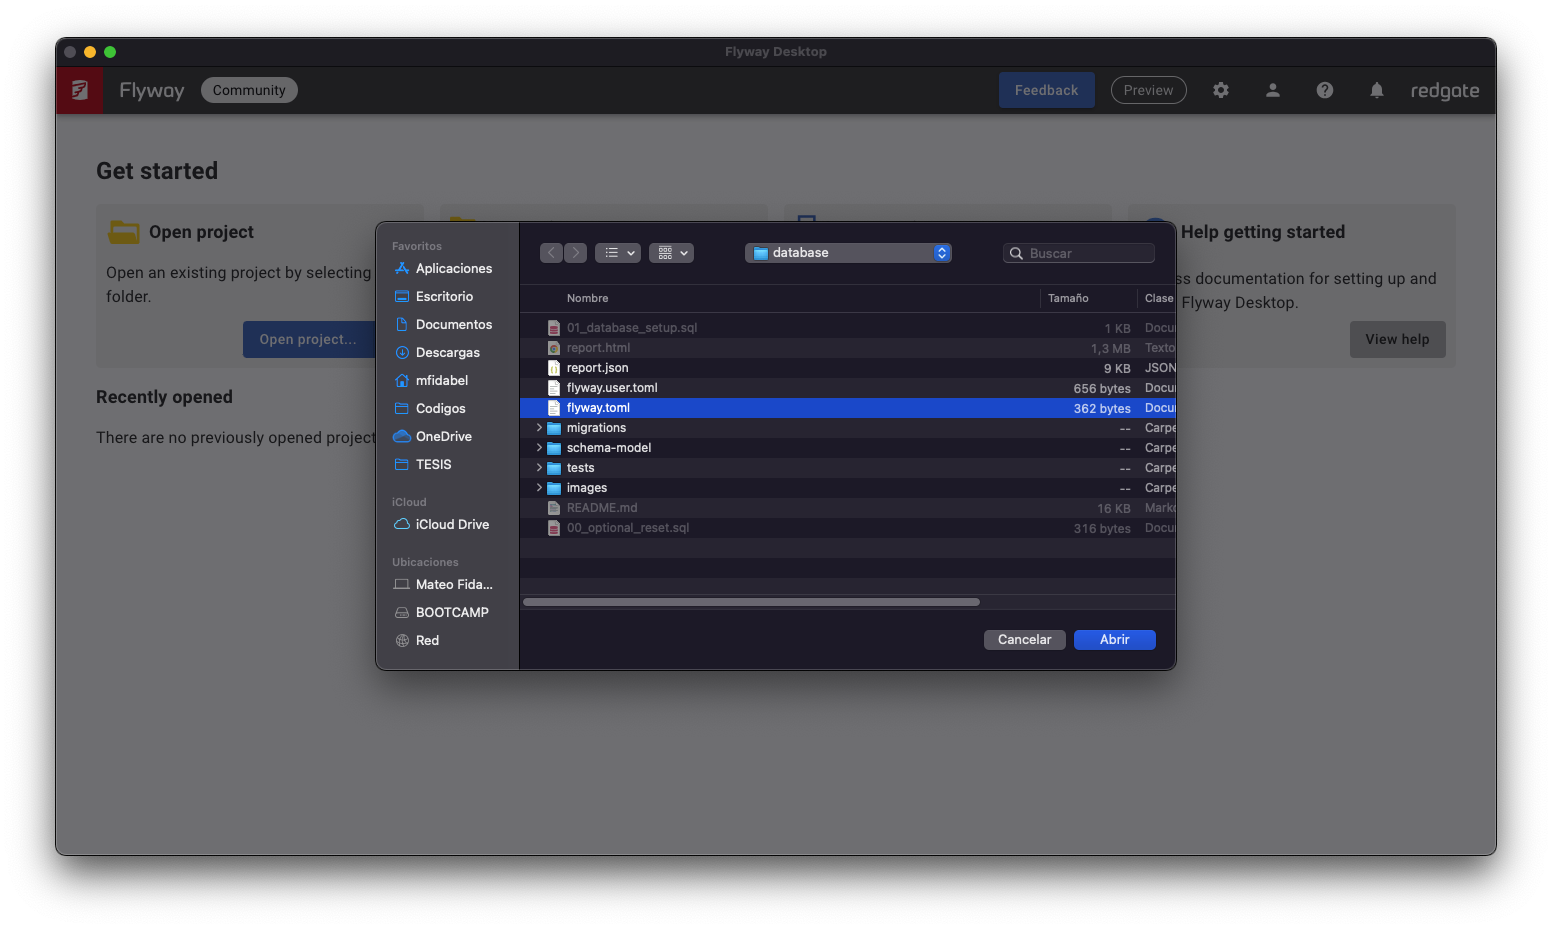 Flyway Desktop
Flyway Community Feedback Preview redgate
Get started
Open project
Open an existing project by selecting
folder.
Open project...
Help getting started
ss documentation for setting up and
Flyway Desktop.
View help
Recently opened
There are no previously opened project
Favoritos
Aplicaciones
Escritorio
Documentos
Descargas
mfidabel
Codigos
OneDrive
TESIS
iCloud
iCloud Drive
Ubicaciones
Mateo Fida...
BOOTCAMP
Red
database
Buscar
Nombre Tamaño Clase
01_database_setup.sql 1 KB Docu
report.html 1,3 MB Texto
report.json 9 KB JSON
flyway.user.toml 656 bytes Docu
flyway.toml 362 bytes Docu
migrations -- Carpe
schema-model -- Carpe
tests -- Carpe
images -- Carpe
README.md 16 KB Mark
00_optional_reset.sql 316 bytes Docu
Cancelar Abrir